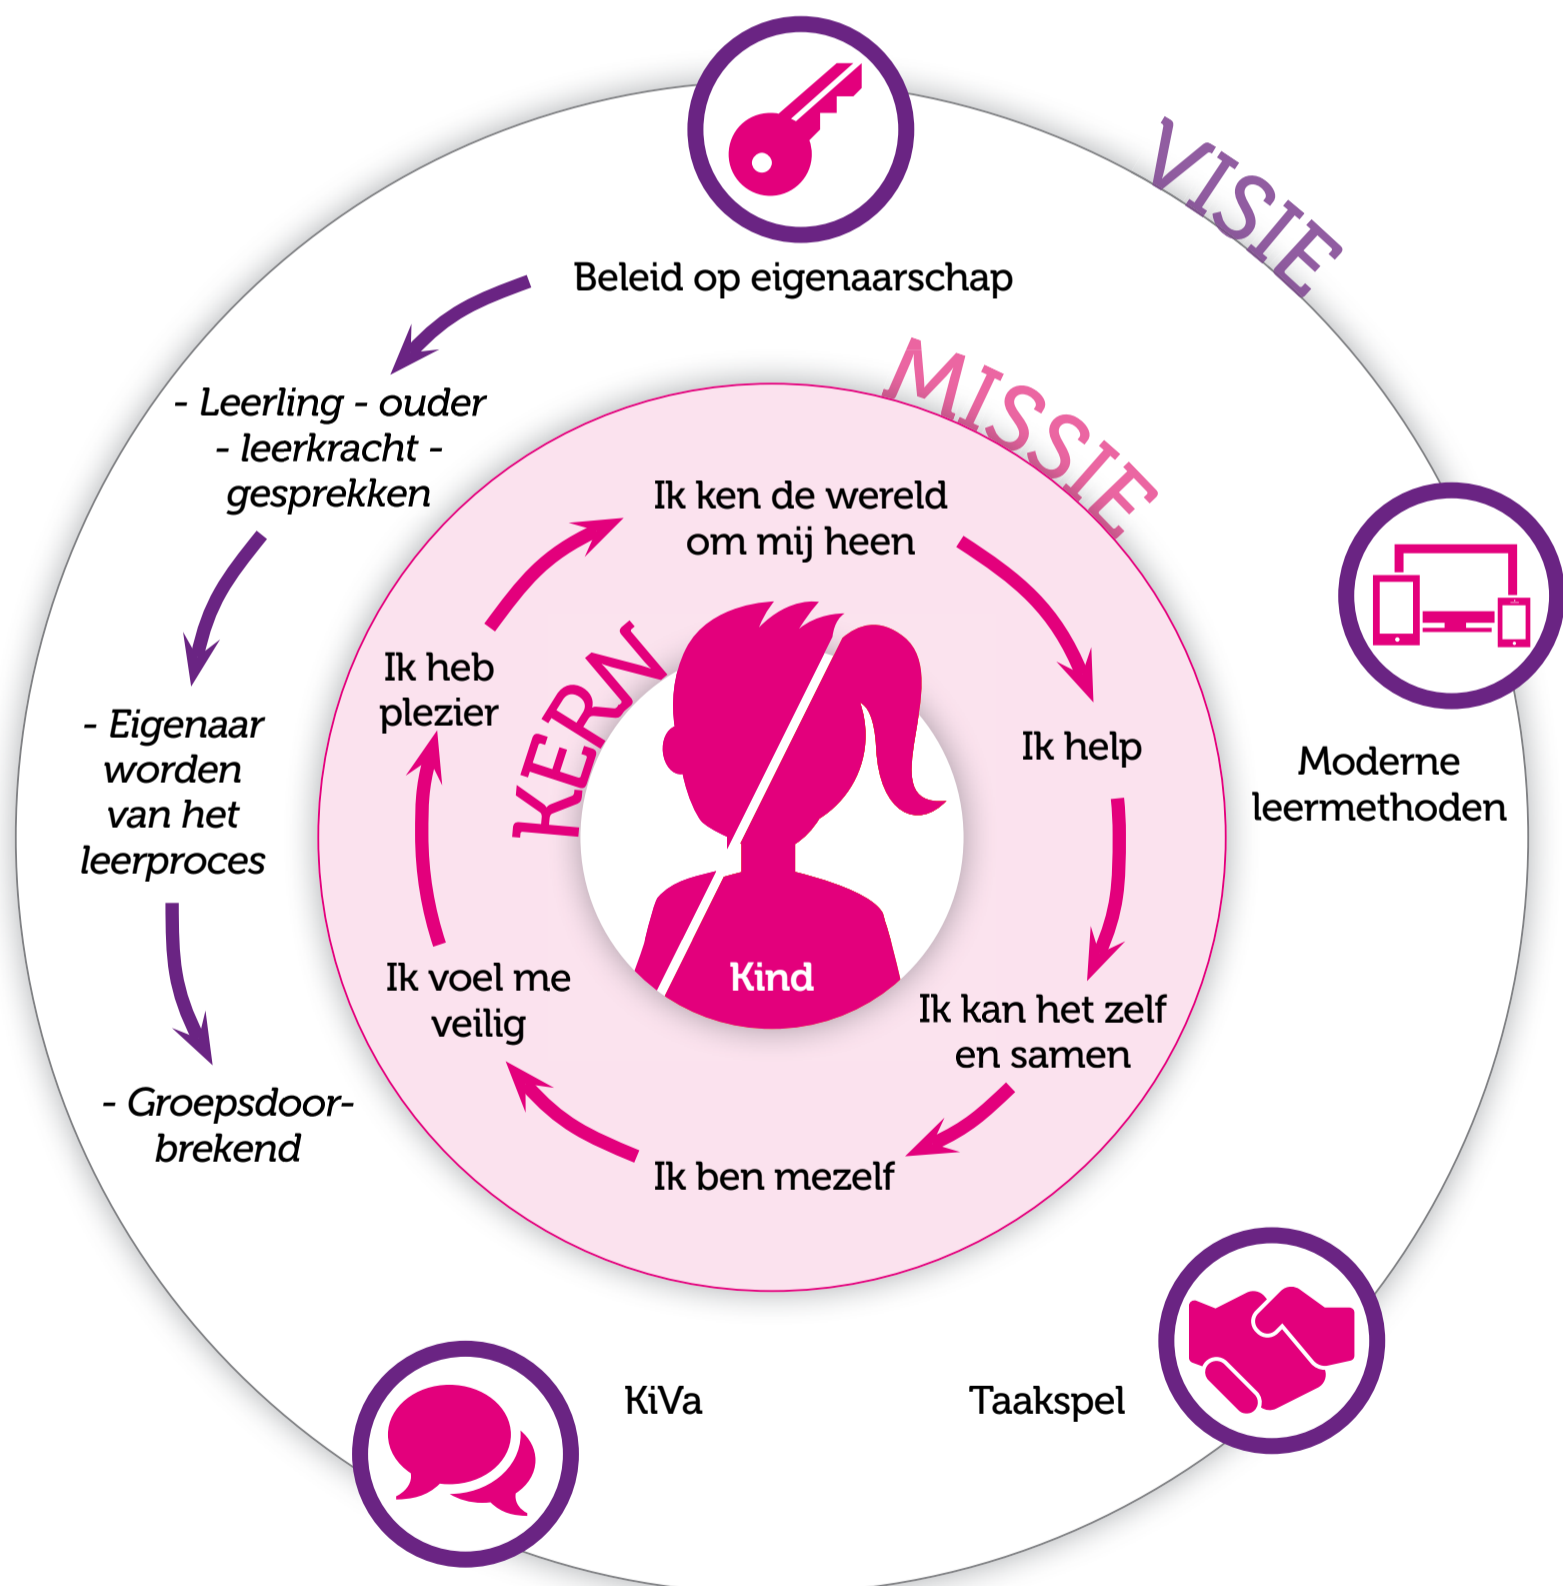 VISIE
Beleid op eigenaarschap
- Leerling - ouder
- leerkracht -
gesprekken
- Eigenaar
worden
van het
leerproces
- Groepsdoor-
brekend
MISSIE
Ik ken de wereld
om mij heen
Ik help
Ik kan het zelf
en samen
Ik ben mezelf
Ik voel me
veilig
Ik heb
plezier
KERN
Kind
Moderne
leermethoden
Taakspel
KiVa